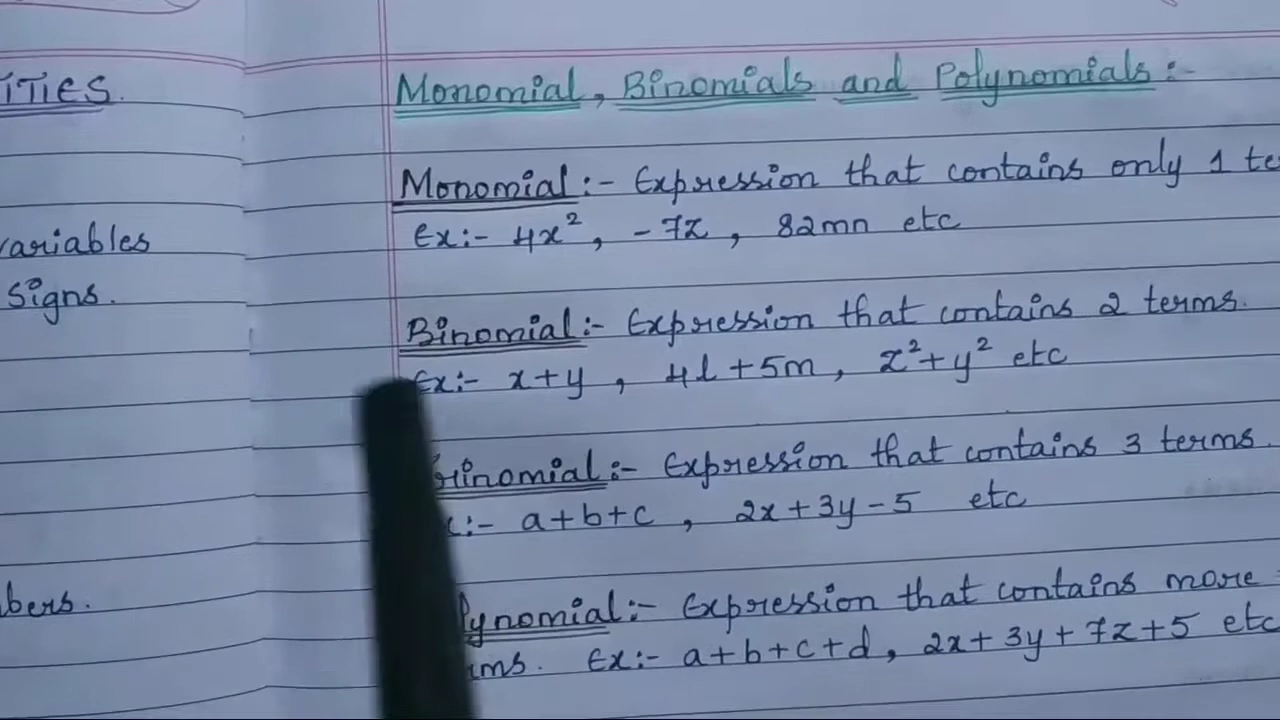 ITIES.
variables
signs.
bers.
Monomial, Binomials and Polynomials:-
Monomial:- Expression that contains only 1 te
Ex:- 4x², -7z, 82mn etc
Binomial:- Expression that contains 2 terms.
Ex:- x+y, 4l+5m, z²+y² etc
rinomial:- Expression that contains 3 terms.
x:- a+b+c, 2x+3y-5 etc
lynomial:- Expression that contains more
ms. Ex:- a+b+c+d, 2x+3y+7z+5 etc